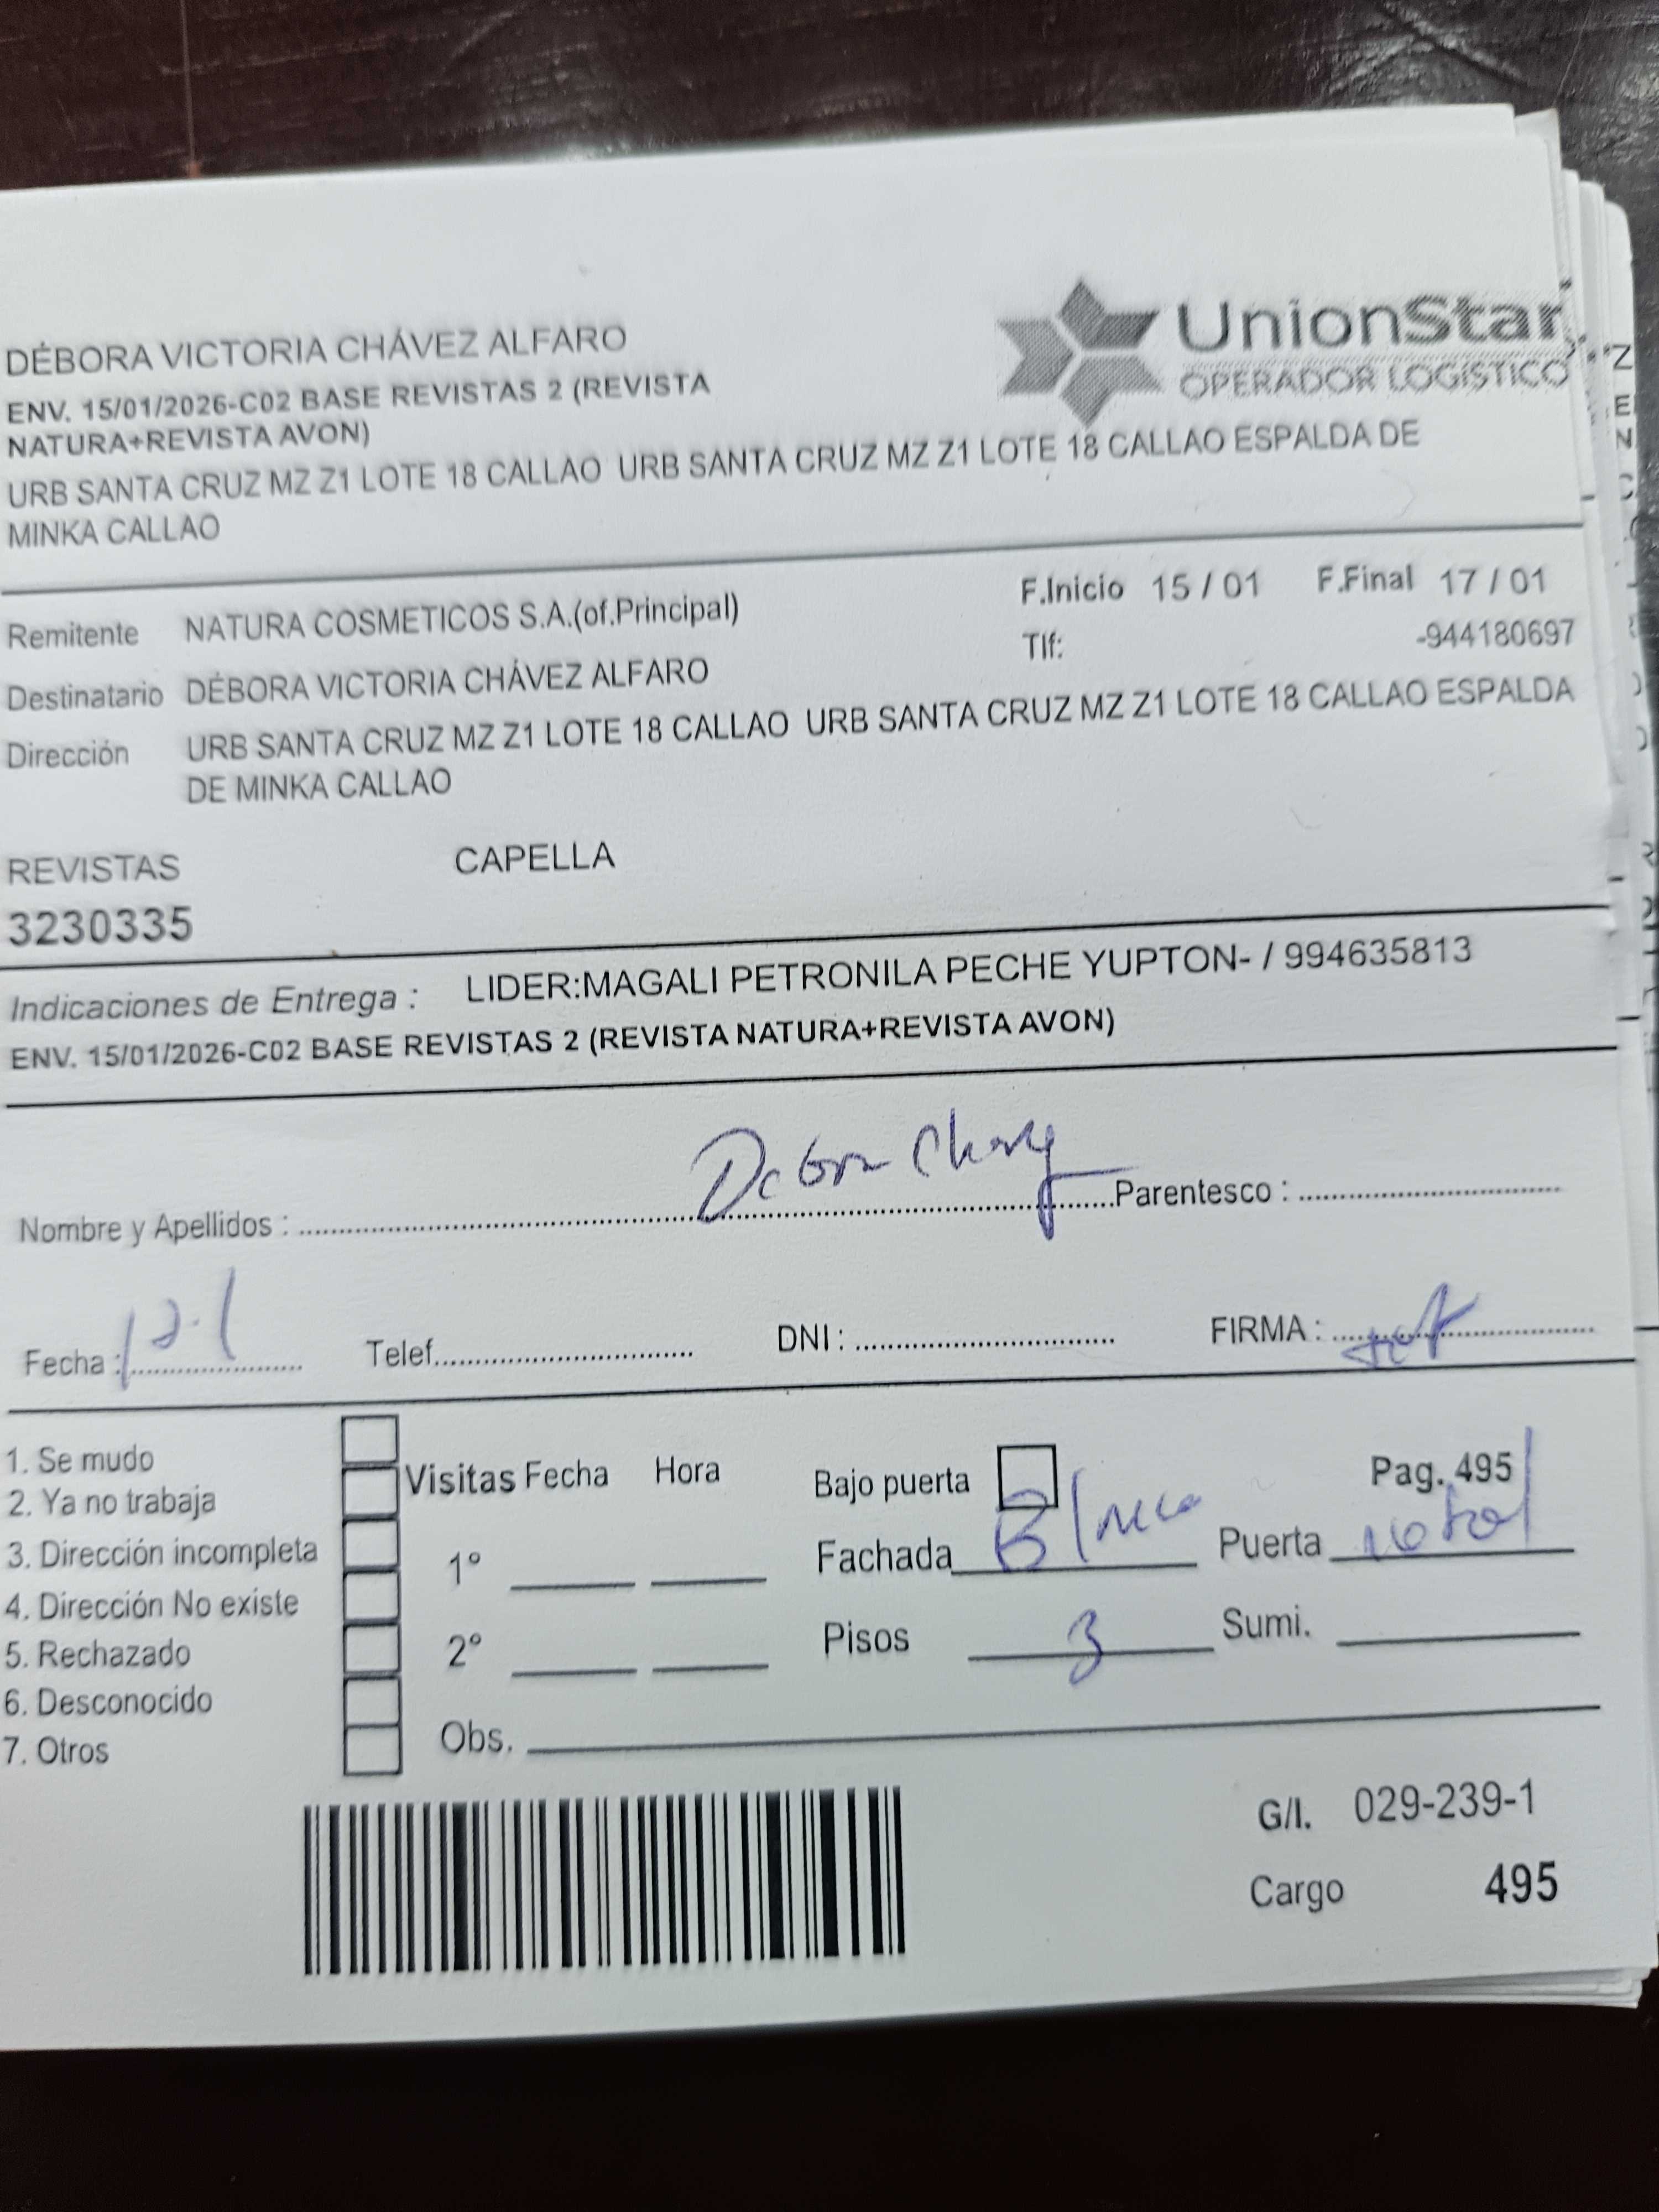 DÉBORA VICTORIA CHÁVEZ ALFARO
ENV. 15/01/2026-C02 BASE REVISTAS 2 (REVISTA
NATURA+REVISTA AVON)
URB SANTA CRUZ MZ Z1 LOTE 18 CALLAO URB SANTA CRUZ MZ Z1 LOTE 18 CALLAO ESPALDA DE
MINKA CALLAO
UnionStar
OPERADOR LOGÍSTICO
Remitente NATURA COSMETICOS S.A.(of.Principal) F.Inicio 15 / 01 F.Final 17 / 01
Tlf: -944180697
Destinatario DÉBORA VICTORIA CHÁVEZ ALFARO
Dirección URB SANTA CRUZ MZ Z1 LOTE 18 CALLAO URB SANTA CRUZ MZ Z1 LOTE 18 CALLAO ESPALDA
DE MINKA CALLAO
REVISTAS CAPELLA
3230335
Indicaciones de Entrega : LIDER:MAGALI PETRONILA PECHE YUPTON- / 994635813
ENV. 15/01/2026-C02 BASE REVISTAS 2 (REVISTA NATURA+REVISTA AVON)
Nombre y Apellidos : Debora Parentesco :
Fecha : Telef. DNI : FIRMA :
1. Se mudo
2. Ya no trabaja
3. Dirección incompleta
4. Dirección No existe
5. Rechazado
6. Desconocido
7. Otros
Visitas Fecha Hora
1º
2º
Obs.
Bajo puerta Pag. 495
Fachada Blanca Puerta
Pisos 3 Sumi.
G/I. 029-239-1
Cargo 495